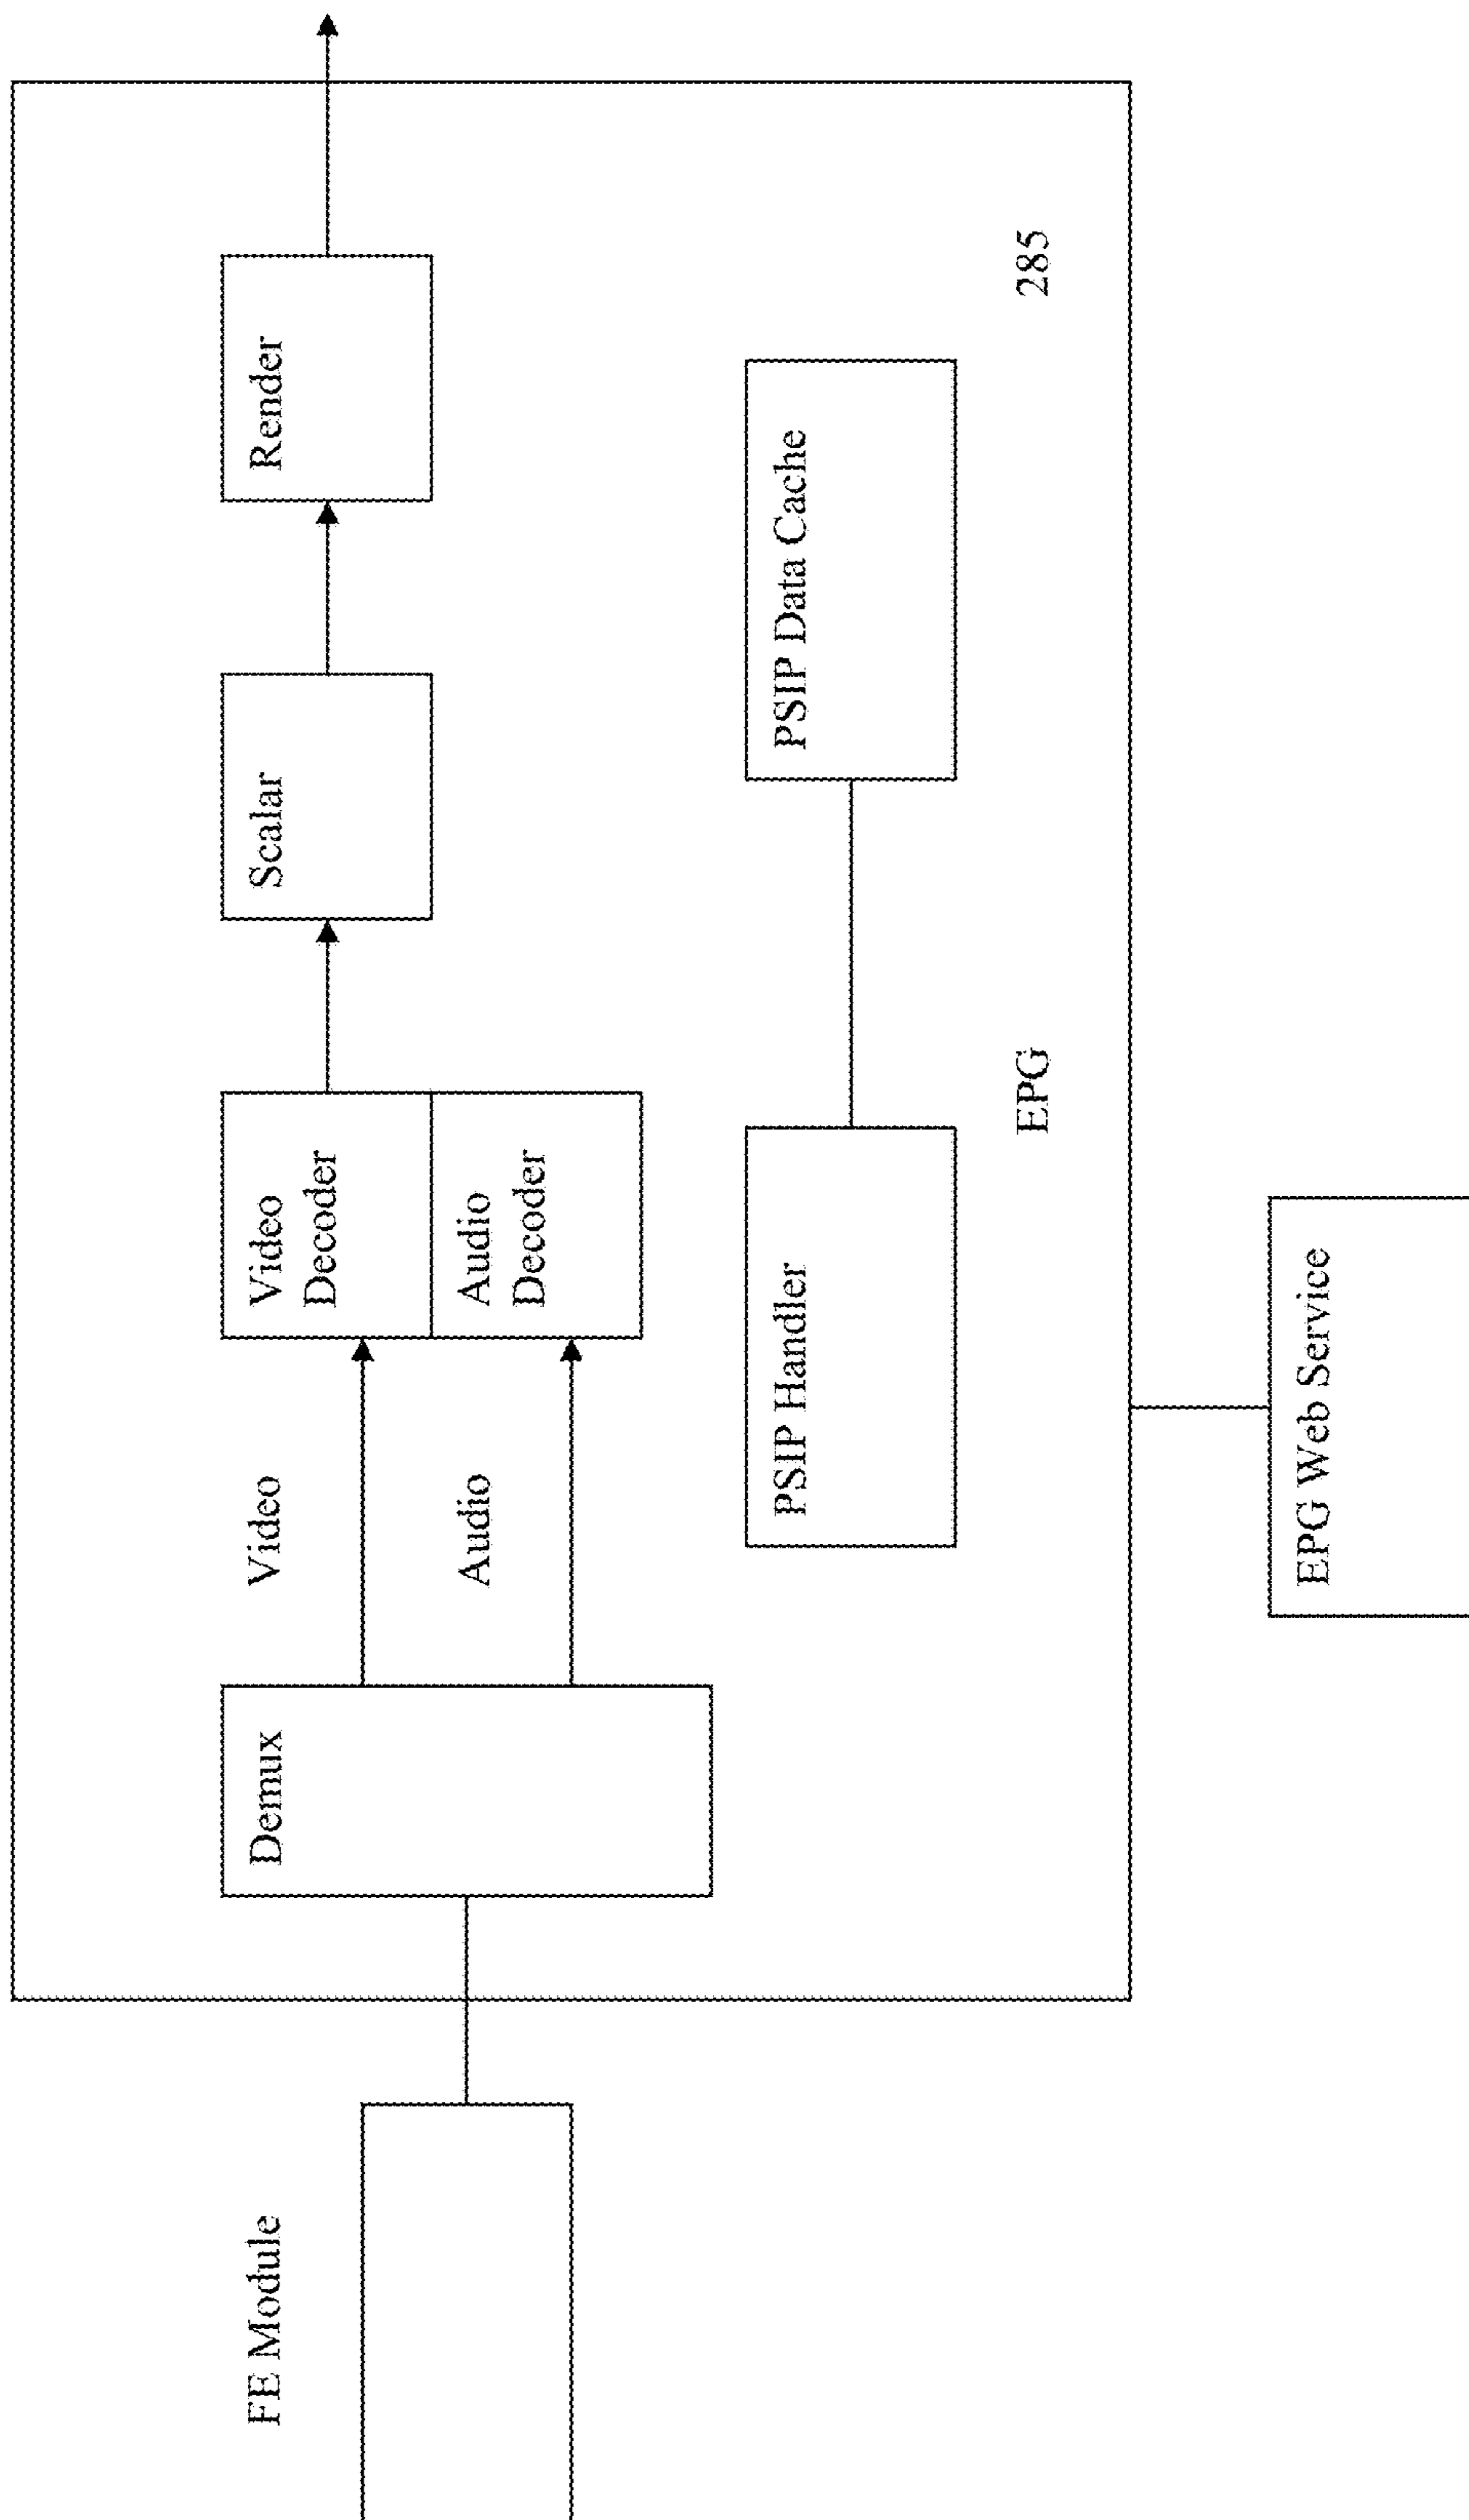 FE Module
Demux
Video
Audio
Video
Decoder
Audio
Decoder
Scalar
Render
PSIP Handler
PSIP Data Cache
EPG
285
EPG Web Service